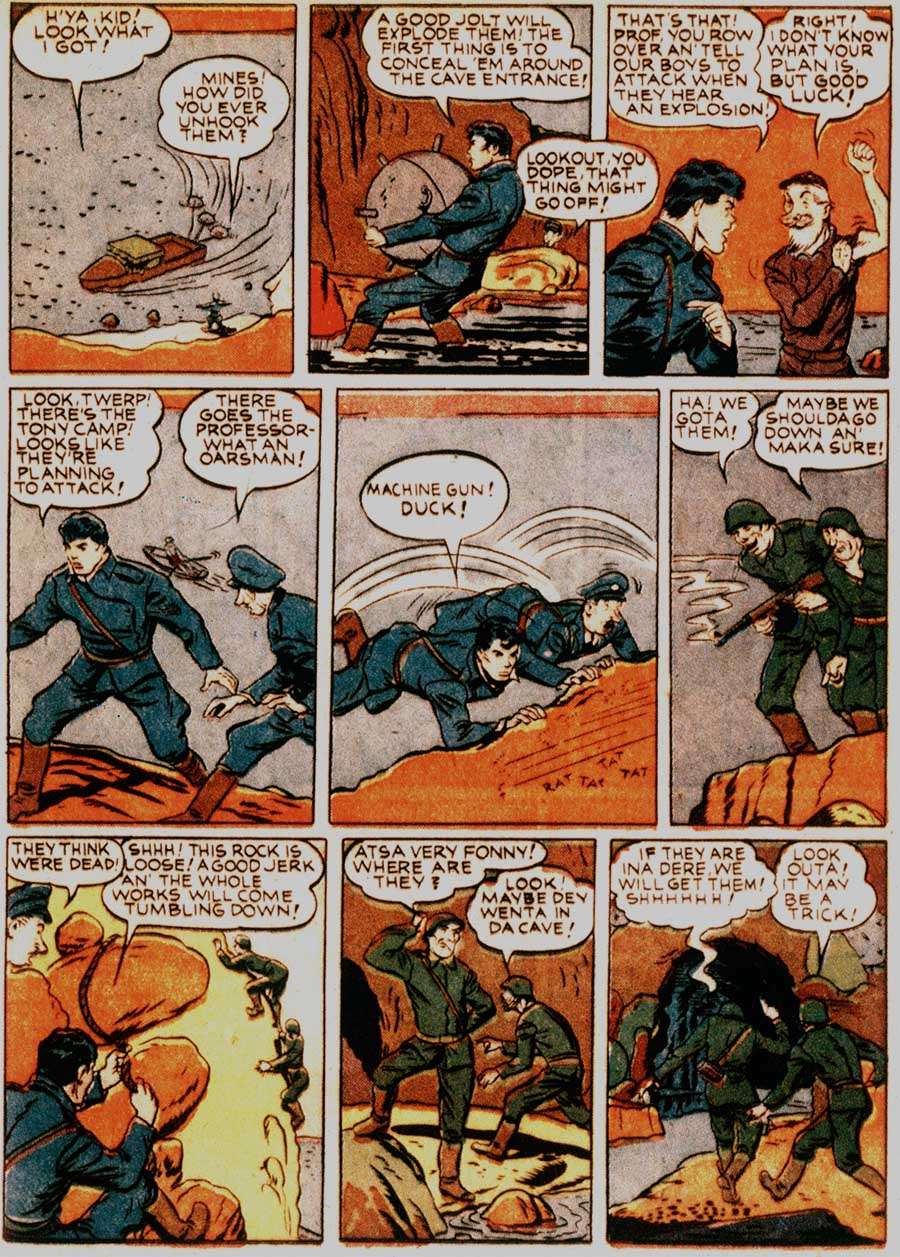 H'YA, KID!
LOOK WHAT
I GOT!
MINES!
HOW DID
YOU EVER
UNHOOK
THEM?
A GOOD JOLT WILL
EXPLODE THEM! THE
FIRST THING IS TO
CONCEAL 'EM AROUND
THE CAVE ENTRANCE!
LOOKOUT, YOU
DOPE, THAT
THING MIGHT
GO OFF!
THAT'S THAT!
PROF, YOU ROW
OVER AN' TELL
OUR BOYS TO
ATTACK WHEN
THEY HEAR
AN EXPLOSION!
RIGHT!
I DON'T KNOW
WHAT YOUR
PLAN IS,
BUT GOOD
LUCK!
LOOK, TWERP!
THERE'S THE
TONY CAMP!
LOOKS LIKE
THEY'RE
PLANNING
TO ATTACK!
THERE
GOES THE
PROFESSOR-
WHAT AN
OARSMAN!
MACHINE GUN!
DUCK!
RAT TAT TAT TAT
HA! WE
GOTA
THEM!
MAYBE WE
SHOULDAGO
DOWN AN'
MAKA SURE!
THEY THINK
WERE DEAD!
SHHH! THIS ROCK IS
LOOSE! A GOOD JERK
AN' THE WHOLE
WORKS WILL COME
TUMBLING DOWN!
ATSA VERY FONNY!
WHERE ARE
THEY?
LOOK!
MAYBE DEY
WENTA IN
DA CAVE!
IF THEY ARE
INA DERE, WE
WILL GET THEM!
SHHHHHH!
LOOK
OUTA!
IT MAY
BE A
TRICK!